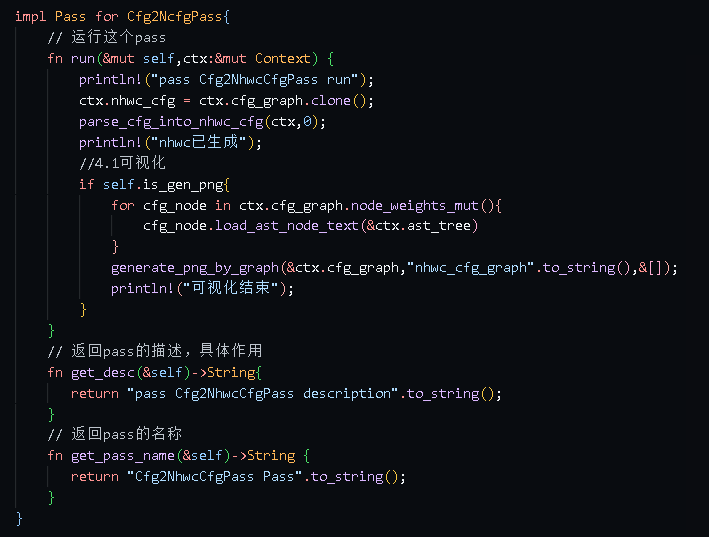 impl Pass for Cfg2NcfgPass{
    // 运行这个pass
    fn run(&mut self,ctx:&mut Context) {
        println!("pass Cfg2NhwcCfgPass run");
        ctx.nhwc_cfg = ctx.cfg_graph.clone();
        parse_cfg_into_nhwc_cfg(ctx,0);
        println!("nhwc已生成");
        //4.1可视化
        if self.is_gen_png{
            for cfg_node in ctx.cfg_graph.node_weights_mut(){
                cfg_node.load_ast_node_text(&ctx.ast_tree)
            }
            generate_png_by_graph(&ctx.cfg_graph,"nhwc_cfg_graph".to_string(),&[]);
            println!("可视化结束");
        }
    }
    // 返回pass的描述，具体作用
    fn get_desc(&self)->String{
       return "pass Cfg2NhwcCfgPass description".to_string();
    }
    // 返回pass的名称
    fn get_pass_name(&self)->String {
       return "Cfg2NhwcCfgPass Pass".to_string();
    }
}